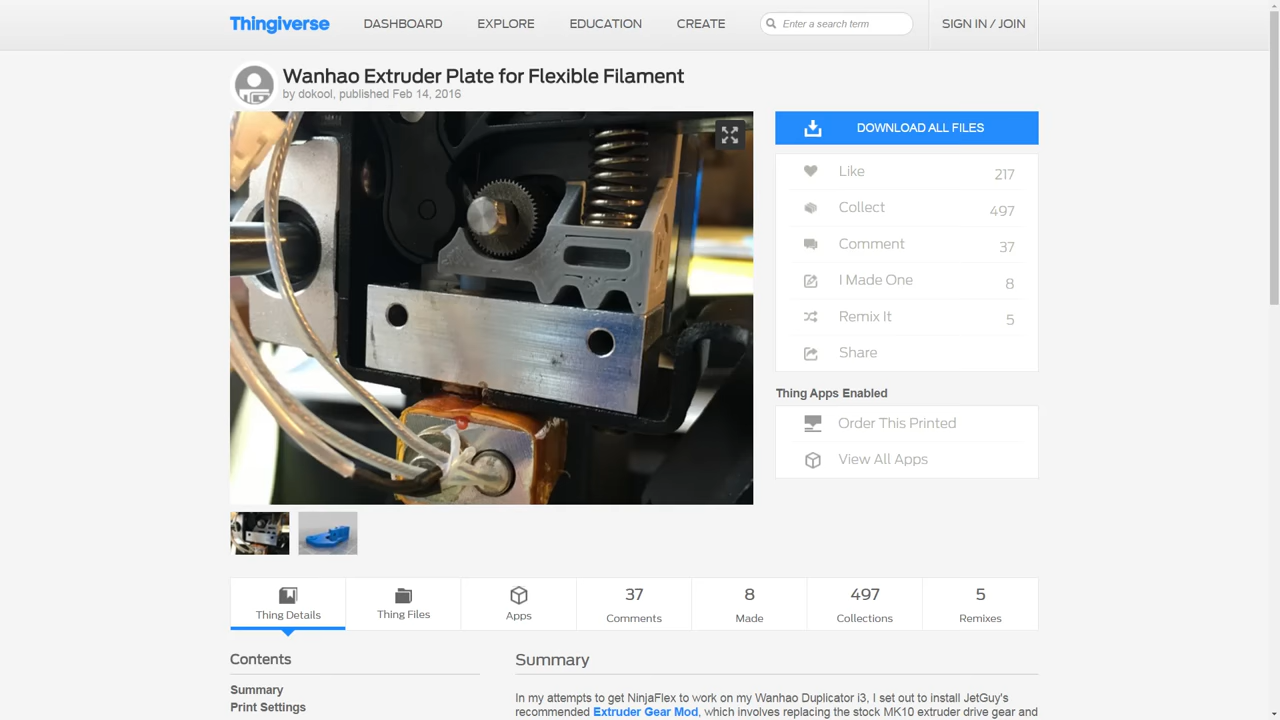 Thingiverse
DASHBOARD
EXPLORE
EDUCATION
CREATE
Enter a search term
SIGN IN / JOIN
Wanhao Extruder Plate for Flexible Filament
by dokool, published Feb 14, 2016
DOWNLOAD ALL FILES
Like 217
Collect 497
Comment 37
I Made One 8
Remix It 5
Share
Thing Apps Enabled
Order This Printed
View All Apps
Thing Details
Thing Files
Apps
37
Comments
8
Made
497
Collections
5
Remixes
Contents
Summary
Print Settings
Summary
In my attempts to get NinjaFlex to work on my Wanhao Duplicator i3, I set out to install JetGuy's
recommended Extruder Gear Mod, which involves replacing the stock MK10 extruder drive gear and